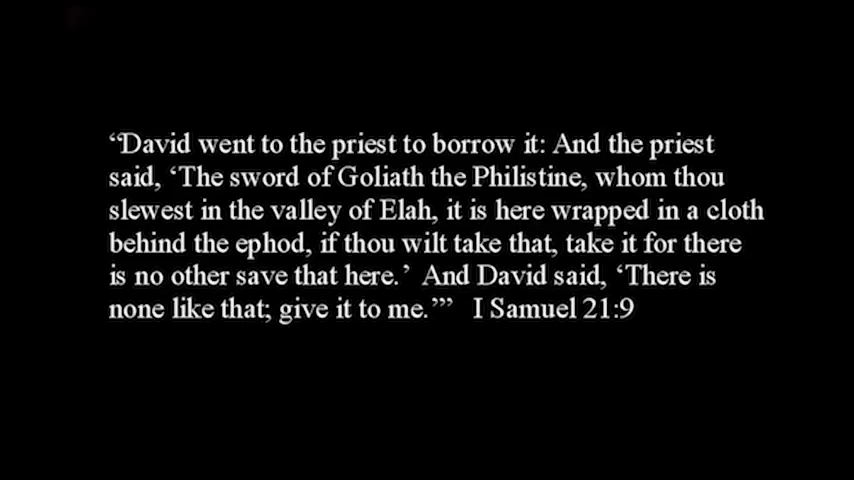 “David went to the priest to borrow it: And the priest
said, ‘The sword of Goliath the Philistine, whom thou
slewest in the valley of Elah, it is here wrapped in a cloth
behind the ephod, if thou wilt take that, take it for there
is no other save that here.’ And David said, ‘There is
none like that; give it to me.’” I Samuel 21:9